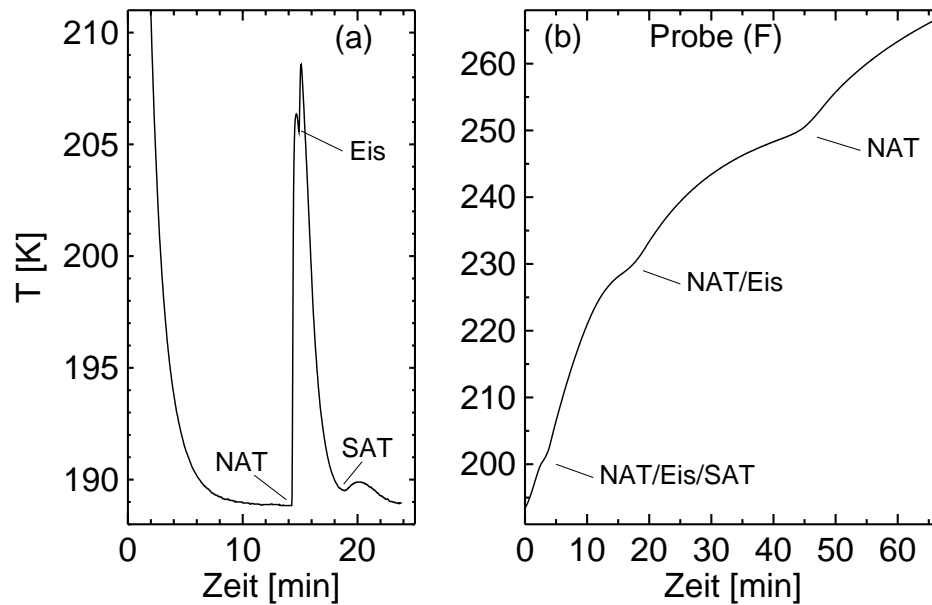 (a)
(b) Probe (F)
T [K]
210
205
200
195
190
Eis
NAT
SAT
0 10 20
Zeit [min]
260
250
240
230
220
210
200
NAT
NAT/Eis
NAT/Eis/SAT
0 10 20 30 40 50 60
Zeit [min]